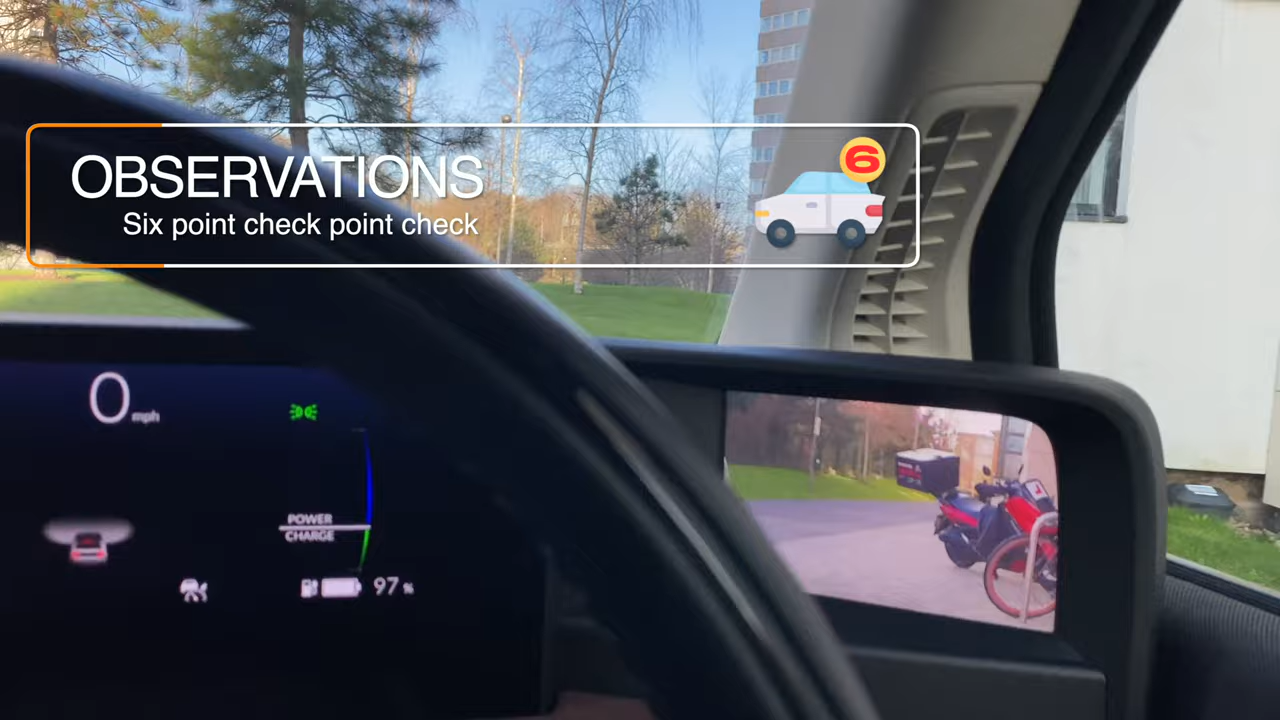 OBSERVATIONS
Six point check point check
6
0 mph
POWER
CHARGE
97 %